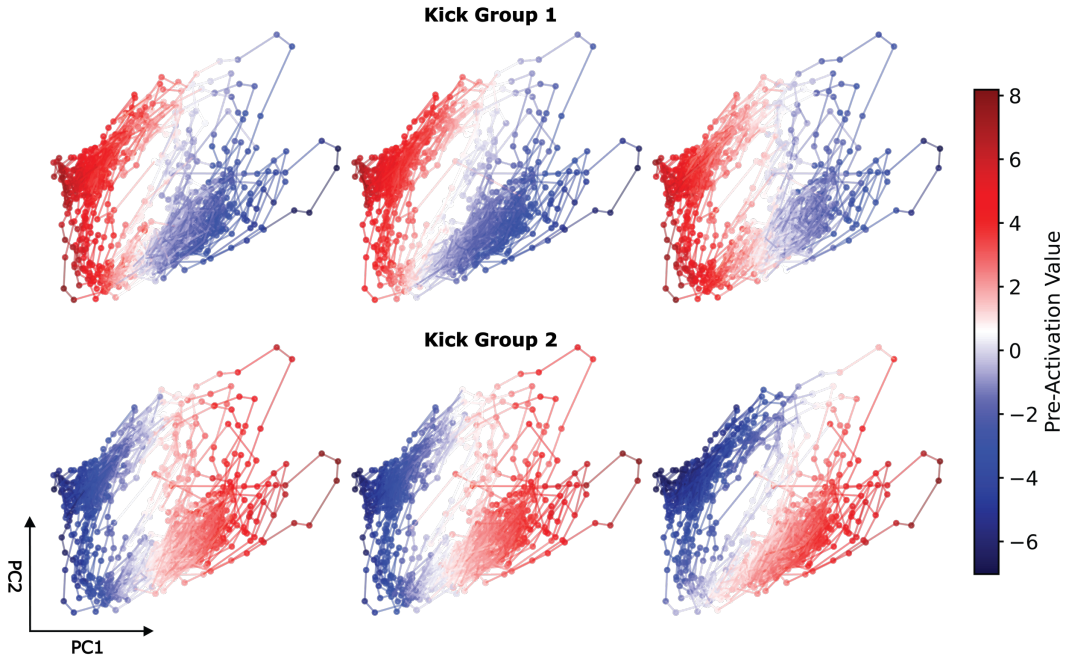 Kick Group 1
8
6
4
2
0
−2
−4
−6
Pre-Activation Value
Kick Group 2
PC2
PC1